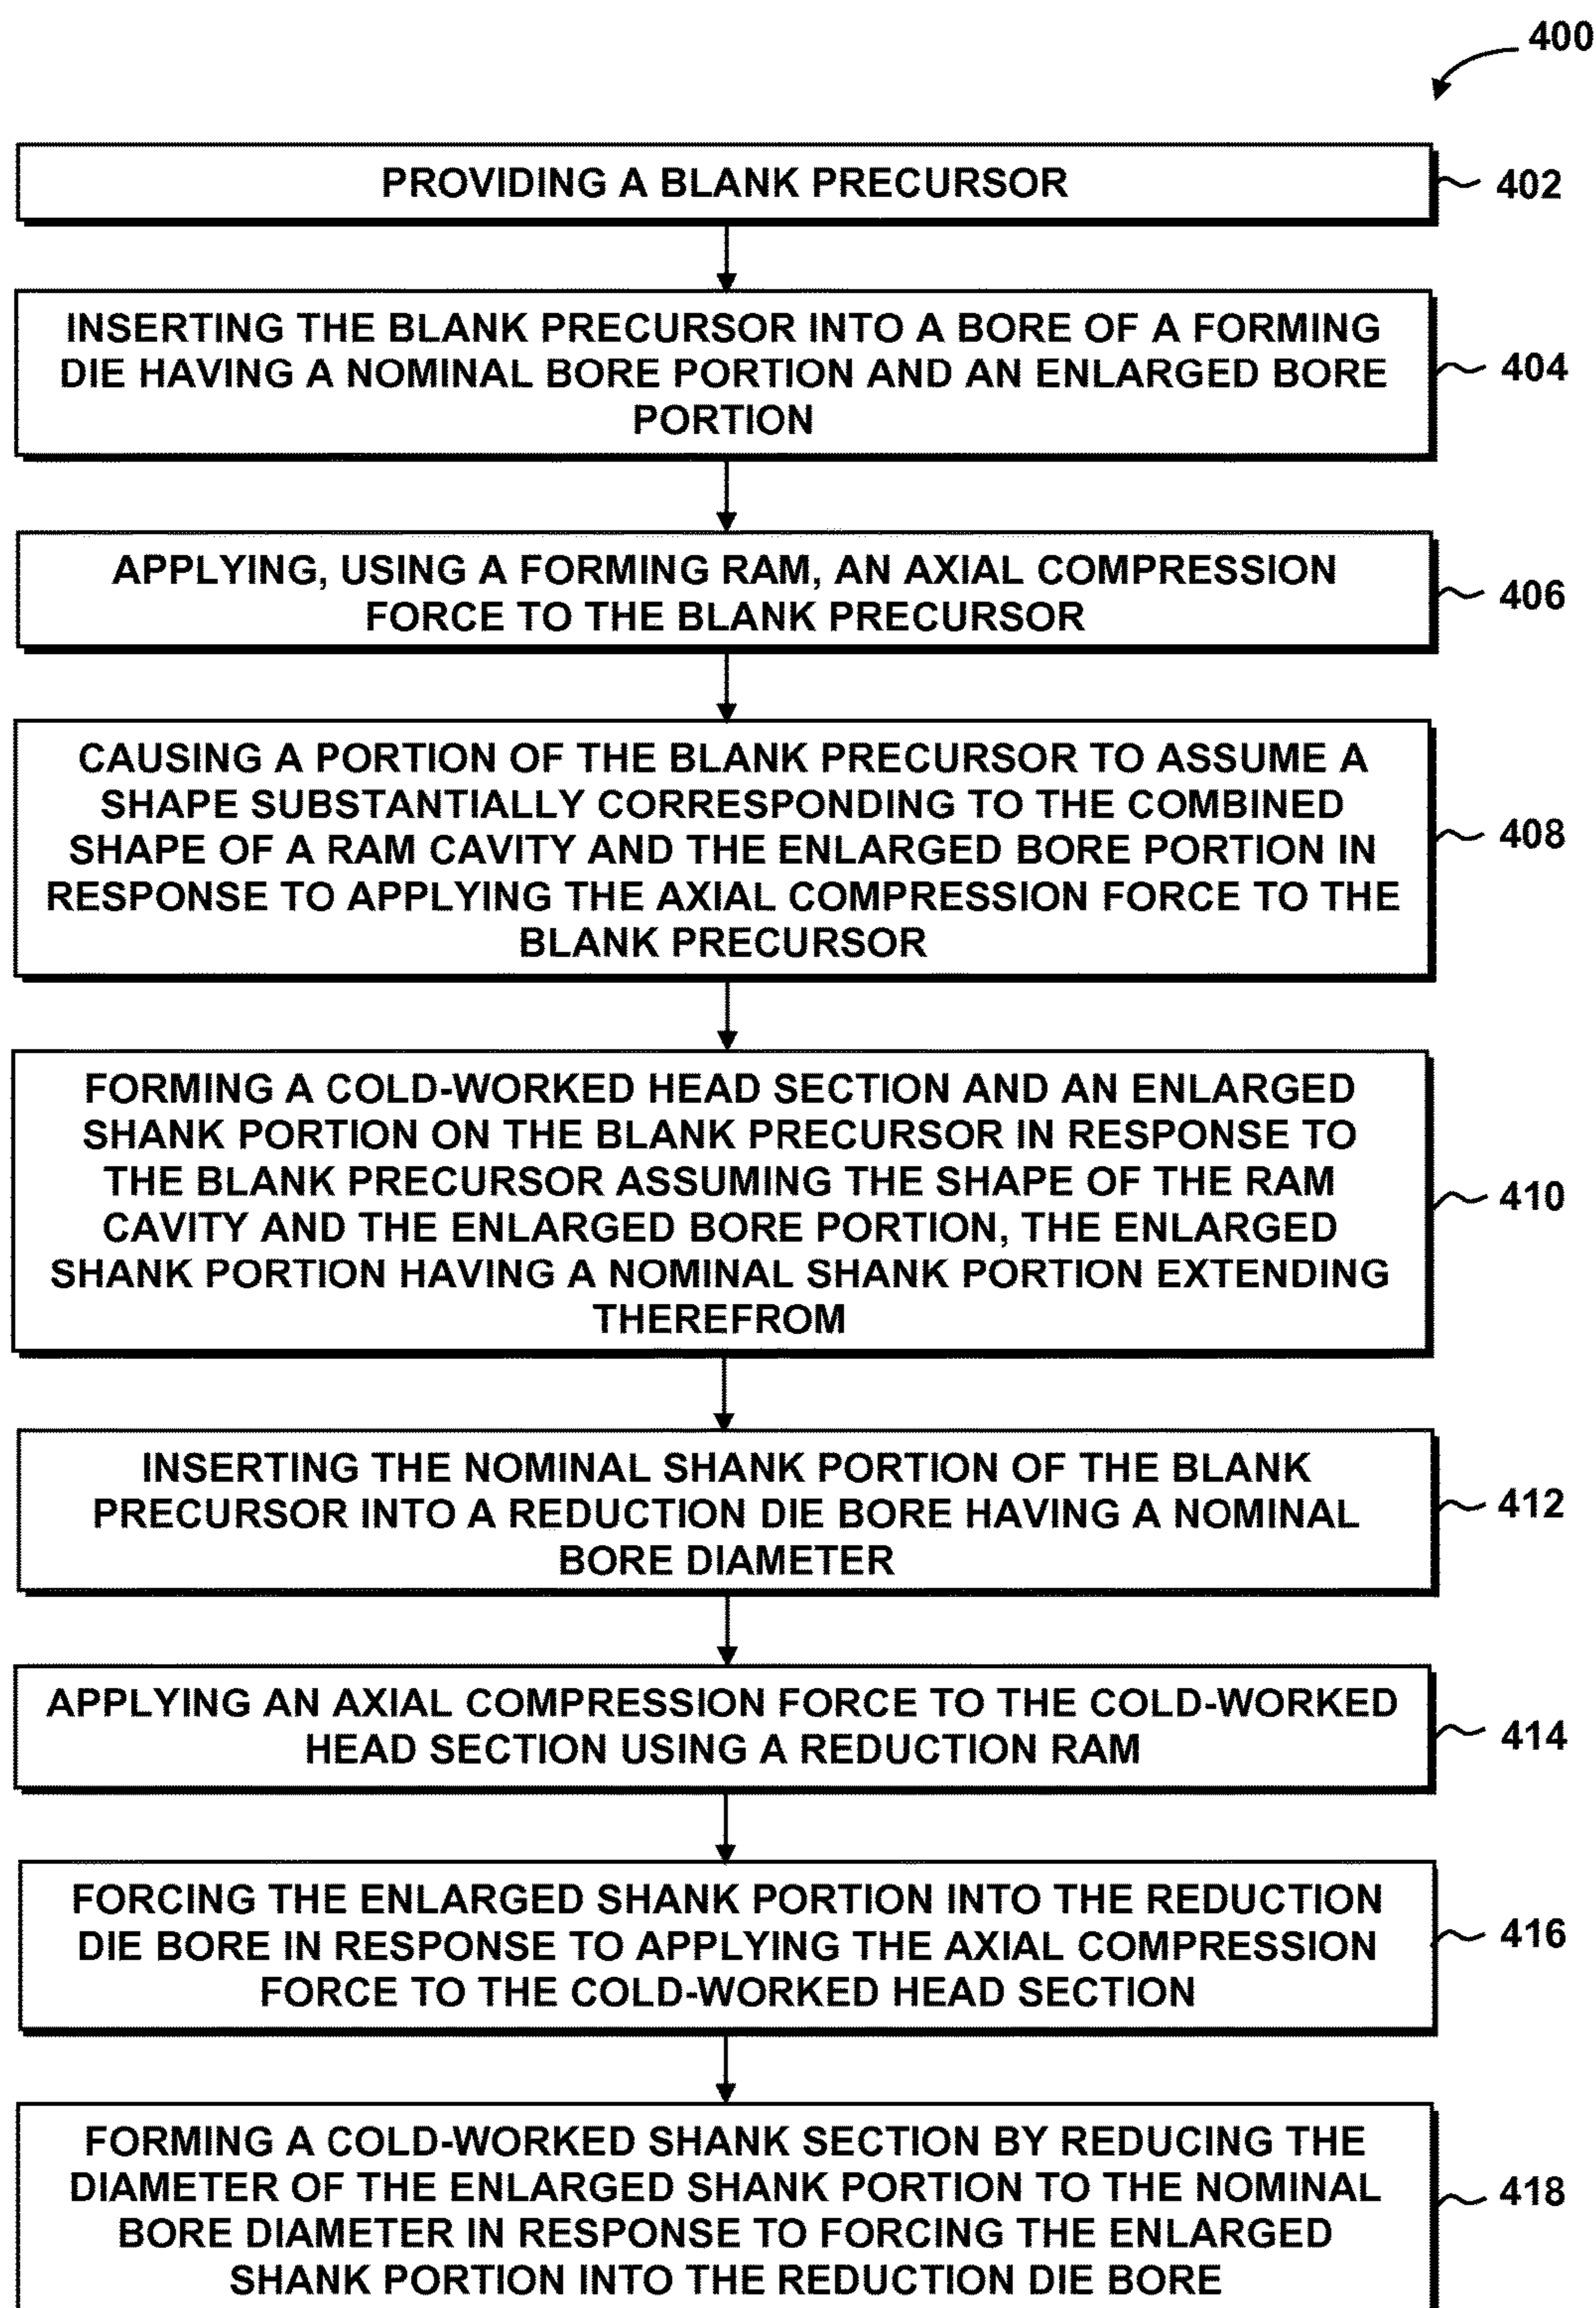 400
PROVIDING A BLANK PRECURSOR
402
INSERTING THE BLANK PRECURSOR INTO A BORE OF A FORMING
DIE HAVING A NOMINAL BORE PORTION AND AN ENLARGED BORE
PORTION
404
APPLYING, USING A FORMING RAM, AN AXIAL COMPRESSION
FORCE TO THE BLANK PRECURSOR
406
CAUSING A PORTION OF THE BLANK PRECURSOR TO ASSUME A
SHAPE SUBSTANTIALLY CORRESPONDING TO THE COMBINED
SHAPE OF A RAM CAVITY AND THE ENLARGED BORE PORTION IN
RESPONSE TO APPLYING THE AXIAL COMPRESSION FORCE TO THE
BLANK PRECURSOR
408
FORMING A COLD-WORKED HEAD SECTION AND AN ENLARGED
SHANK PORTION ON THE BLANK PRECURSOR IN RESPONSE TO
THE BLANK PRECURSOR ASSUMING THE SHAPE OF THE RAM
CAVITY AND THE ENLARGED BORE PORTION, THE ENLARGED
SHANK PORTION HAVING A NOMINAL SHANK PORTION EXTENDING
THEREFROM
410
INSERTING THE NOMINAL SHANK PORTION OF THE BLANK
PRECURSOR INTO A REDUCTION DIE BORE HAVING A NOMINAL
BORE DIAMETER
412
APPLYING AN AXIAL COMPRESSION FORCE TO THE COLD-WORKED
HEAD SECTION USING A REDUCTION RAM
414
FORCING THE ENLARGED SHANK PORTION INTO THE REDUCTION
DIE BORE IN RESPONSE TO APPLYING THE AXIAL COMPRESSION
FORCE TO THE COLD-WORKED HEAD SECTION
416
FORMING A COLD-WORKED SHANK SECTION BY REDUCING THE
DIAMETER OF THE ENLARGED SHANK PORTION TO THE NOMINAL
BORE DIAMETER IN RESPONSE TO FORCING THE ENLARGED
SHANK PORTION INTO THE REDUCTION DIE BORE
418